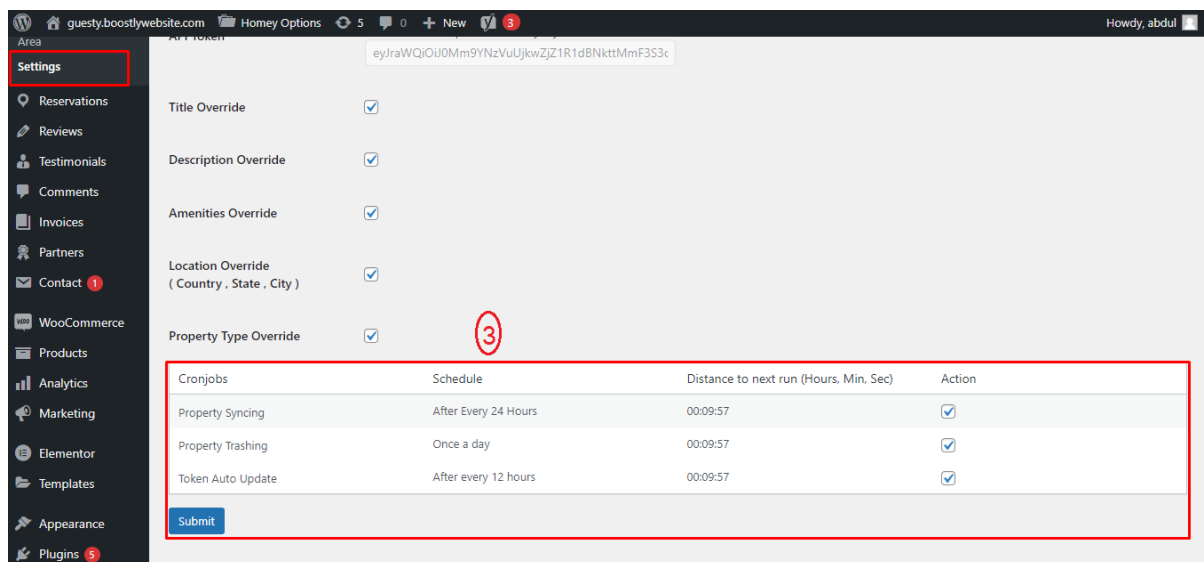 guesty.boostlywebsite.com Homey Options 5 0 + New 3 Howdy, abdul
Area
Settings
Reservations
Reviews
Testimonials
Comments
Invoices
Partners
Contact 1
WooCommerce
Products
Analytics
Marketing
Elementor
Templates
Appearance
Plugins 5
API Token
Title Override
Description Override
Amenities Override
Location Override
( Country , State , City )
Property Type Override
3
Cronjobs Schedule Distance to next run (Hours, Min, Sec) Action
Property Syncing After Every 24 Hours 00:09:57
Property Trashing Once a day 00:09:57
Token Auto Update After every 12 hours 00:09:57
Submit